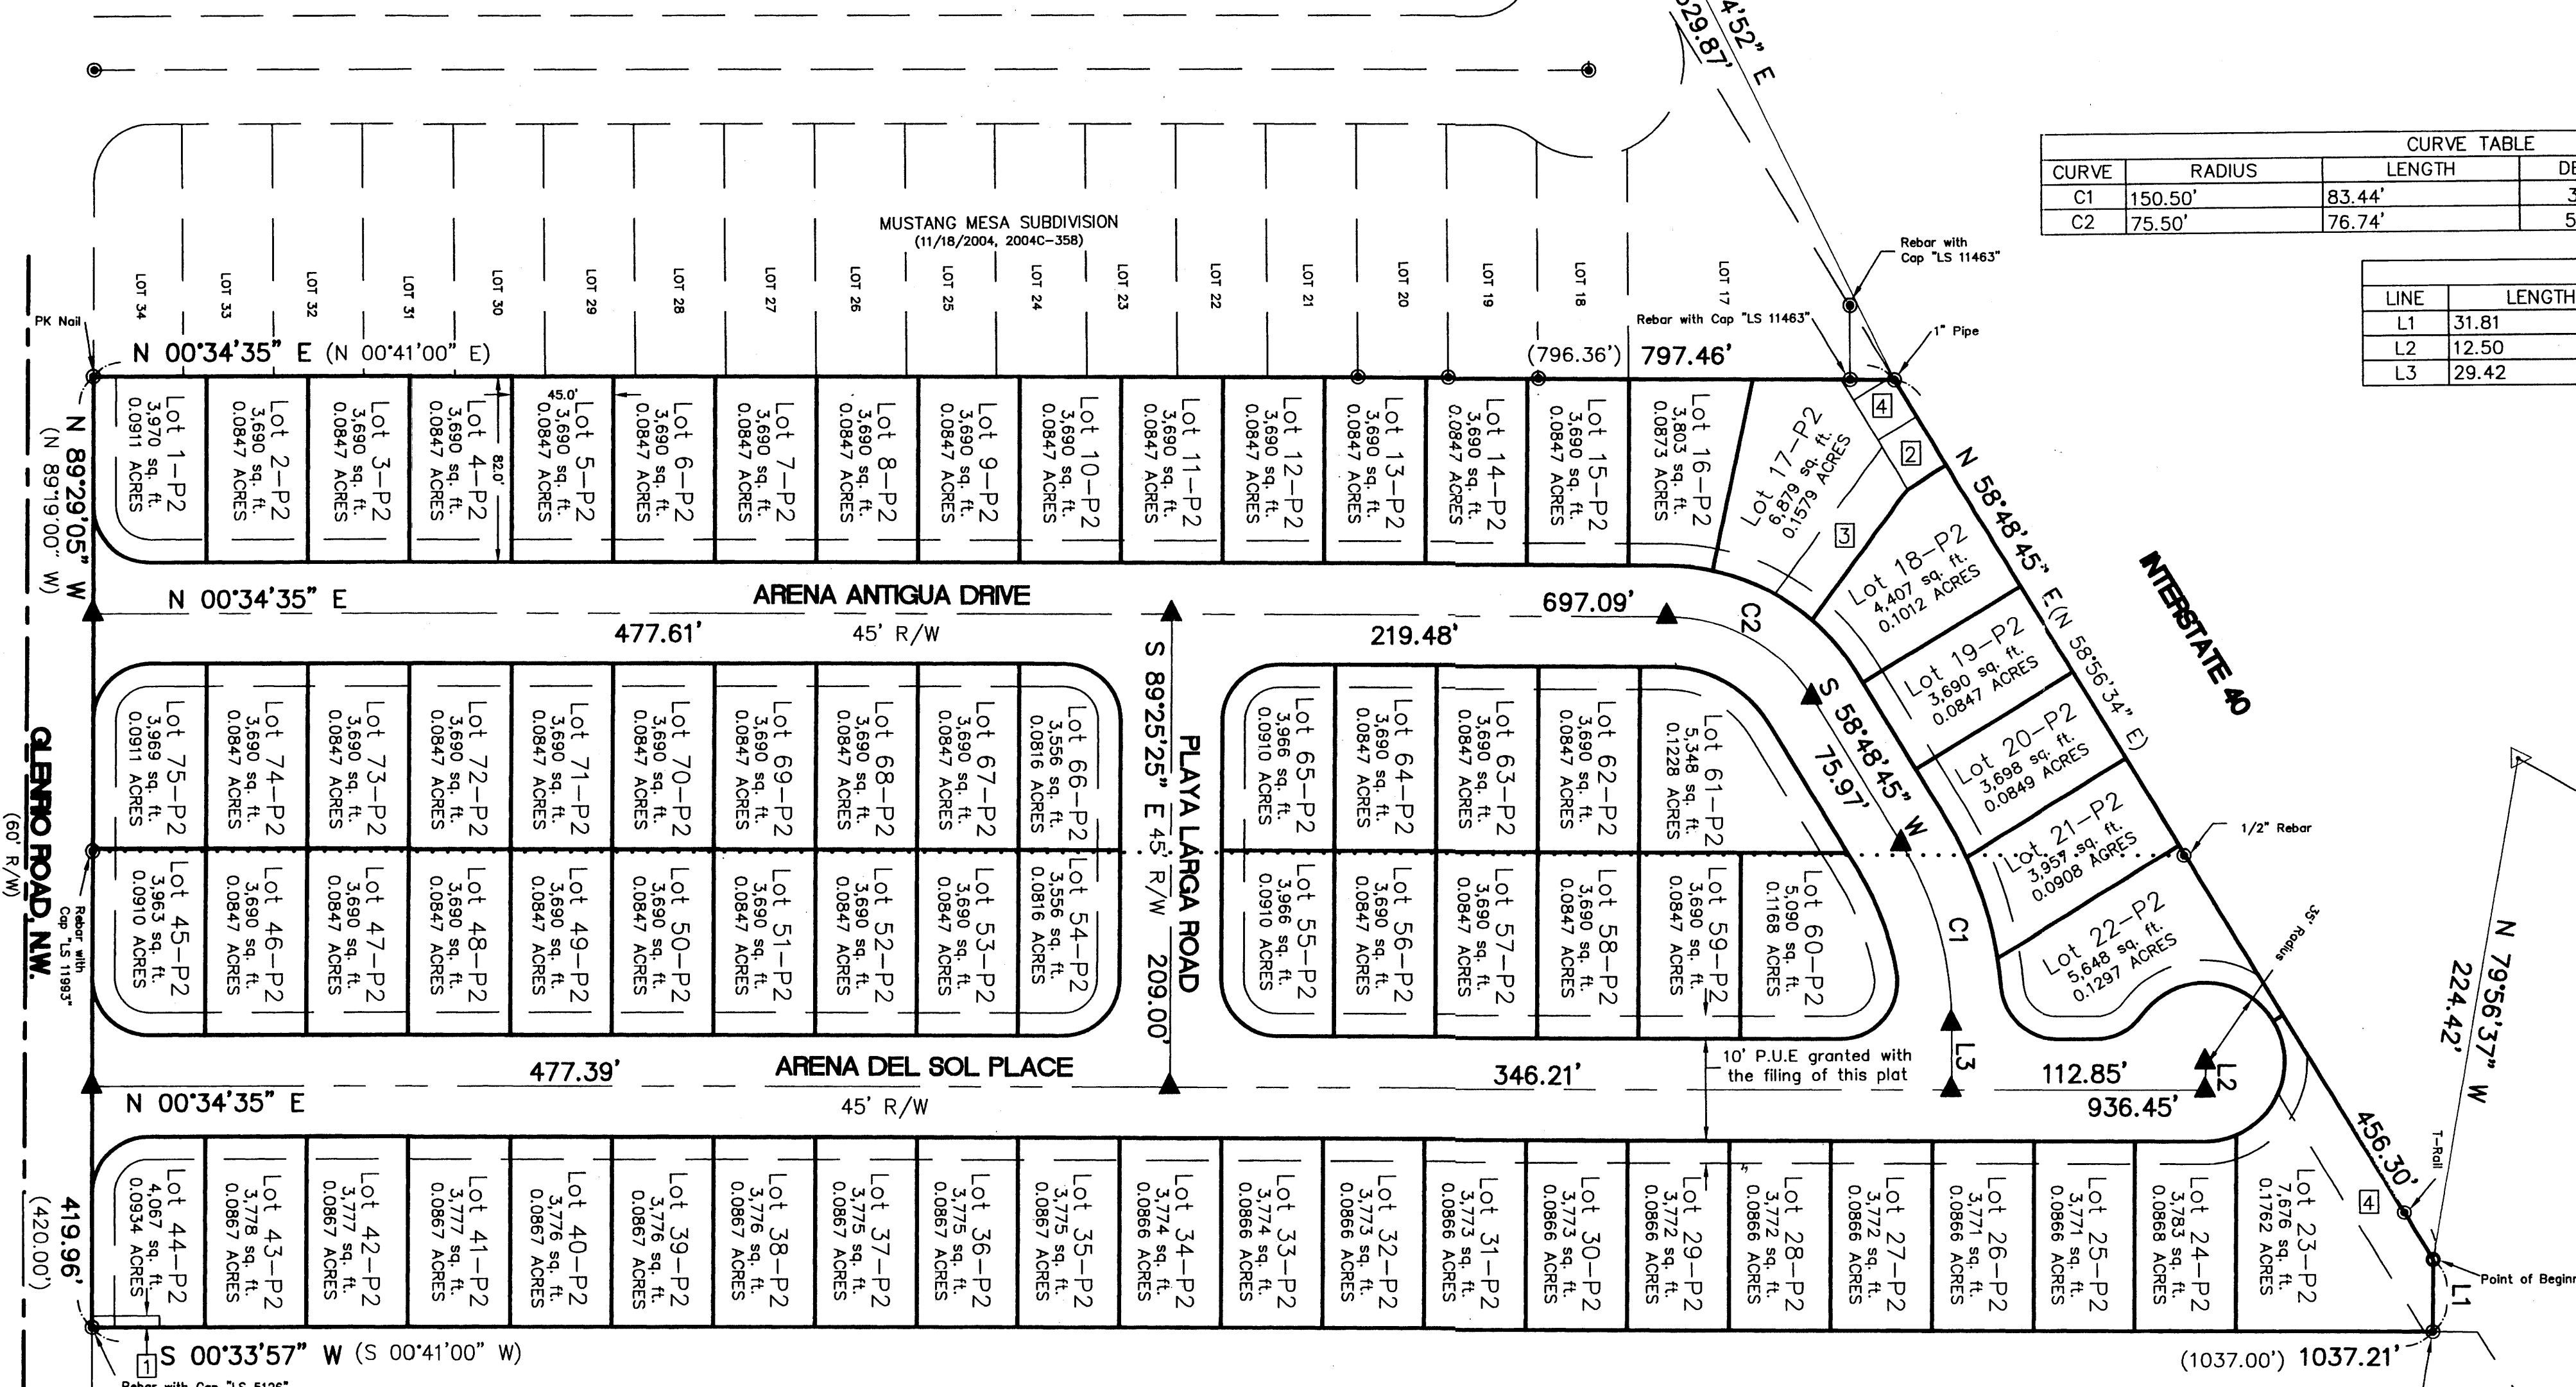 4'52" E
529.87'
CURVE TABLE
CURVE RADIUS LENGTH DE
C1 150.50' 83.44' 3
C2 75.50' 76.74' 5
LINE LENGTH
L1 31.81
L2 12.50
L3 29.42
MUSTANG MESA SUBDIVISION
(11/18/2004, 2004C-358)
LOT 34
LOT 33
LOT 32
LOT 31
LOT 30
LOT 29
LOT 28
LOT 27
LOT 26
LOT 25
LOT 24
LOT 23
LOT 22
LOT 21
LOT 20
LOT 19
LOT 18
LOT 17
Rebar with
Cap "LS 11463"
Rebar with Cap "LS 11463"
1" Pipe
PK Nail
N 00°34'35" E (N 00°41'00" E)
(796.36') 797.46'
N 89°29'05" W
(N 89°19'00" W)
Lot 1-P2
3,970 sq. ft.
0.0911 ACRES
Lot 2-P2
3,690 sq. ft.
0.0847 ACRES
Lot 3-P2
3,690 sq. ft.
0.0847 ACRES
Lot 4-P2
3,690 sq. ft.
0.0847 ACRES
82.0'
45.0'
Lot 5-P2
3,690 sq. ft.
0.0847 ACRES
Lot 6-P2
3,690 sq. ft.
0.0847 ACRES
Lot 7-P2
3,690 sq. ft.
0.0847 ACRES
Lot 8-P2
3,690 sq. ft.
0.0847 ACRES
Lot 9-P2
3,690 sq. ft.
0.0847 ACRES
Lot 10-P2
3,690 sq. ft.
0.0847 ACRES
Lot 11-P2
3,690 sq. ft.
0.0847 ACRES
Lot 12-P2
3,690 sq. ft.
0.0847 ACRES
Lot 13-P2
3,690 sq. ft.
0.0847 ACRES
Lot 14-P2
3,690 sq. ft.
0.0847 ACRES
Lot 15-P2
3,690 sq. ft.
0.0847 ACRES
Lot 16-P2
3,803 sq. ft.
0.0873 ACRES
Lot 17-P2
6,879 sq. ft.
0.1579 ACRES
4
2
3
Lot 18-P2
4,407 sq. ft.
0.1012 ACRES
Lot 19-P2
3,690 sq. ft.
0.0847 ACRES
Lot 20-P2
3,698 sq. ft.
0.0849 ACRES
Lot 21-P2
3,957 sq. ft.
0.0908 ACRES
Lot 22-P2
5,648 sq. ft.
0.1297 ACRES
N 58°48'45" E (N 58°56'34" E)
INTERSTATE 40
1/2" Rebar
35' Radius
N 79°56'37" W
224.42'
N 00°34'35" E
ARENA ANTIGUA DRIVE
697.09'
477.61'
45' R/W
219.48'
C2
S 58°48'45" W
75.97'
C1
L3
S 89°25'25" E 45' R/W 209.00'
PLAYA LARGA ROAD
GLENRIO ROAD, N.W.
(60' R/W)
Rebar with
Cap "LS 11993"
Lot 75-P2
3,969 sq. ft.
0.0911 ACRES
Lot 74-P2
3,690 sq. ft.
0.0847 ACRES
Lot 73-P2
3,690 sq. ft.
0.0847 ACRES
Lot 72-P2
3,690 sq. ft.
0.0847 ACRES
Lot 71-P2
3,690 sq. ft.
0.0847 ACRES
Lot 70-P2
3,690 sq. ft.
0.0847 ACRES
Lot 69-P2
3,690 sq. ft.
0.0847 ACRES
Lot 68-P2
3,690 sq. ft.
0.0847 ACRES
Lot 67-P2
3,690 sq. ft.
0.0847 ACRES
Lot 66-P2
3,556 sq. ft.
0.0816 ACRES
Lot 65-P2
3,966 sq. ft.
0.0910 ACRES
Lot 64-P2
3,690 sq. ft.
0.0847 ACRES
Lot 63-P2
3,690 sq. ft.
0.0847 ACRES
Lot 62-P2
3,690 sq. ft.
0.0847 ACRES
Lot 61-P2
5,348 sq. ft.
0.1228 ACRES
Lot 45-P2
3,963 sq. ft.
0.0910 ACRES
Lot 46-P2
3,690 sq. ft.
0.0847 ACRES
Lot 47-P2
3,690 sq. ft.
0.0847 ACRES
Lot 48-P2
3,690 sq. ft.
0.0847 ACRES
Lot 49-P2
3,690 sq. ft.
0.0847 ACRES
Lot 50-P2
3,690 sq. ft.
0.0847 ACRES
Lot 51-P2
3,690 sq. ft.
0.0847 ACRES
Lot 52-P2
3,690 sq. ft.
0.0847 ACRES
Lot 53-P2
3,690 sq. ft.
0.0847 ACRES
Lot 54-P2
3,556 sq. ft.
0.0816 ACRES
Lot 55-P2
3,966 sq. ft.
0.0910 ACRES
Lot 56-P2
3,690 sq. ft.
0.0847 ACRES
Lot 57-P2
3,690 sq. ft.
0.0847 ACRES
Lot 58-P2
3,690 sq. ft.
0.0847 ACRES
Lot 59-P2
3,690 sq. ft.
0.0847 ACRES
Lot 60-P2
5,090 sq. ft.
0.1168 ACRES
477.39'
ARENA DEL SOL PLACE
346.21'
10' P.U.E granted with
the filing of this plat
112.85'
L2
N 00°34'35" E
45' R/W
936.45'
456.30'
T-Rail
4
Point of Beginn
L1
419.96'
(420.00')
Lot 44-P2
4,067 sq. ft.
0.0934 ACRES
Lot 43-P2
3,778 sq. ft.
0.0867 ACRES
Lot 42-P2
3,777 sq. ft.
0.0867 ACRES
Lot 41-P2
3,777 sq. ft.
0.0867 ACRES
Lot 40-P2
3,776 sq. ft.
0.0867 ACRES
Lot 39-P2
3,776 sq. ft.
0.0867 ACRES
Lot 38-P2
3,776 sq. ft.
0.0867 ACRES
Lot 37-P2
3,775 sq. ft.
0.0867 ACRES
Lot 36-P2
3,775 sq. ft.
0.0867 ACRES
Lot 35-P2
3,775 sq. ft.
0.0867 ACRES
Lot 34-P2
3,774 sq. ft.
0.0866 ACRES
Lot 33-P2
3,774 sq. ft.
0.0866 ACRES
Lot 32-P2
3,773 sq. ft.
0.0866 ACRES
Lot 31-P2
3,773 sq. ft.
0.0866 ACRES
Lot 30-P2
3,773 sq. ft.
0.0866 ACRES
Lot 29-P2
3,772 sq. ft.
0.0866 ACRES
Lot 28-P2
3,772 sq. ft.
0.0866 ACRES
Lot 27-P2
3,772 sq. ft.
0.0866 ACRES
Lot 26-P2
3,771 sq. ft.
0.0866 ACRES
Lot 25-P2
3,771 sq. ft.
0.0866 ACRES
Lot 24-P2
3,783 sq. ft.
0.0868 ACRES
Lot 23-P2
7,676 sq. ft.
0.1762 ACRES
1
S 00°33'57" W (S 00°41'00" W)
(1037.00') 1037.21'
Rebar with Cap "LS 5126"